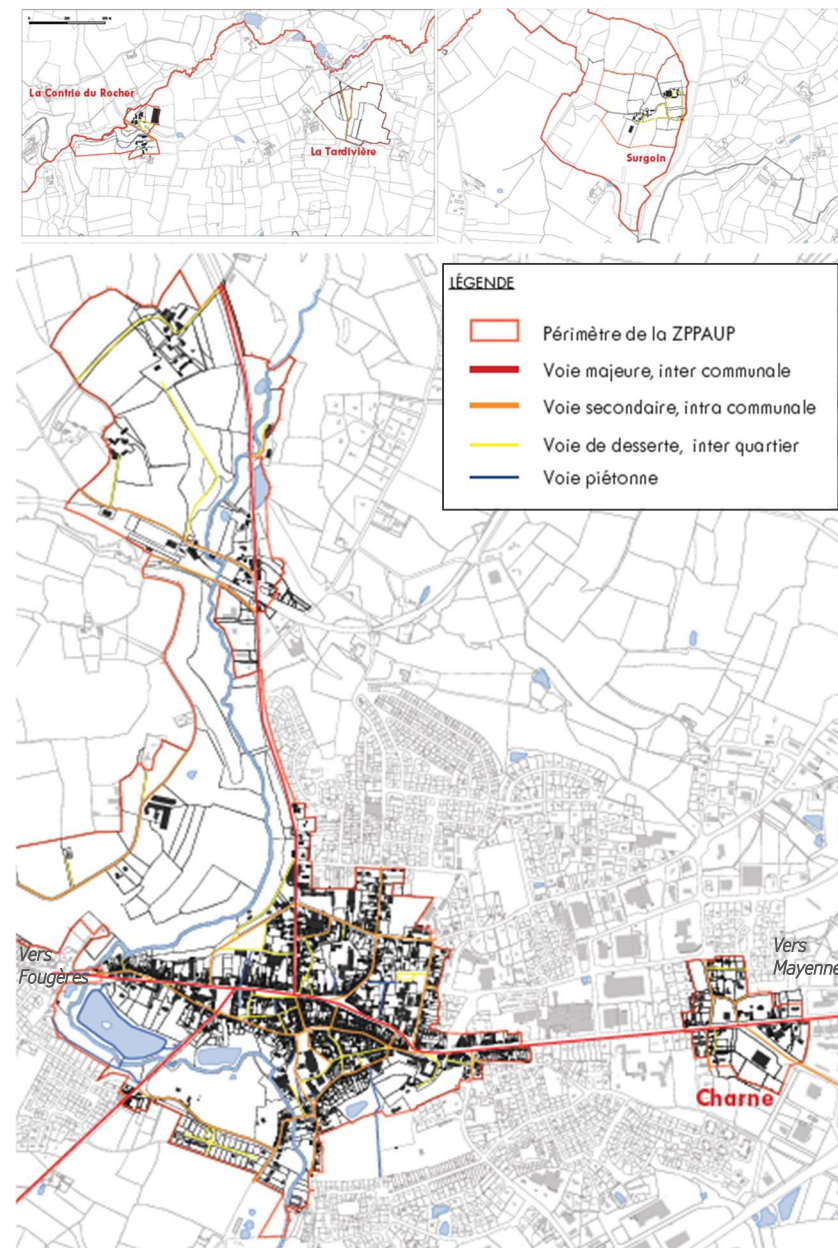 La Contrie du Rocher
La Tardivière
Surgoin
LÉGENDE
Périmètre de la ZPPAUP
Voie majeure, inter communale
Voie secondaire, intra communale
Voie de desserte, inter quartier
Voie piétonne
Vers
Fougères
Vers
Mayenne
Charne